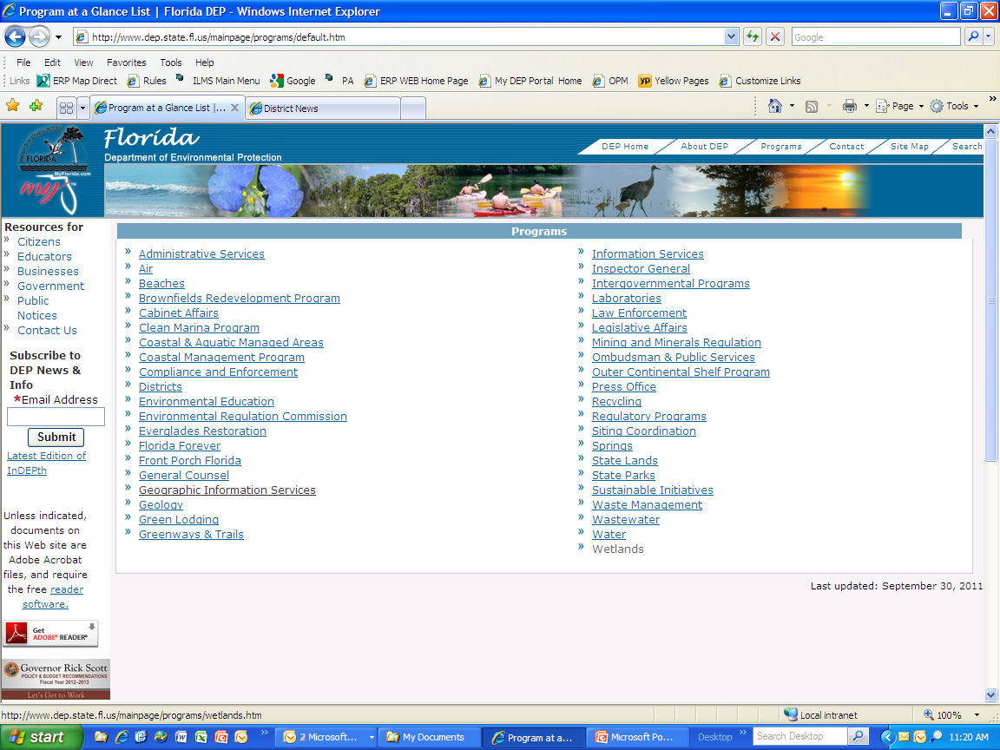 Program at a Glance List | Florida DEP - Windows Internet Explorer
http://www.dep.state.fl.us/mainpage/programs/default.htm
Google
File Edit View Favorites Tools Help
Links ERP Map Direct Rules ILMS Main Menu Google PA ERP WEB Home Page My DEP Portal Home OPM YP Yellow Pages Customize Links
Program at a Glance List |... District News
Page Tools
FLORIDA
MyFlorida.com
my
Florida
Department of Environmental Protection
DEP Home About DEP Programs Contact Site Map Search
Resources for
Citizens
Educators
Businesses
Government
Public
Notices
Contact Us
Subscribe to
DEP News &
Info
*Email Address
Submit
Latest Edition of
InDEPth
Unless indicated,
documents on
this Web site are
Adobe Acrobat
files, and require
the free reader
software.
Get
ADOBE® READER®
Governor Rick Scott
POLICY & BUDGET RECOMMENDATIONS
Fiscal Year 2012-2013
Let's Get to Work
Programs
Administrative Services
Air
Beaches
Brownfields Redevelopment Program
Cabinet Affairs
Clean Marina Program
Coastal & Aquatic Managed Areas
Coastal Management Program
Compliance and Enforcement
Districts
Environmental Education
Environmental Regulation Commission
Everglades Restoration
Florida Forever
Front Porch Florida
General Counsel
Geographic Information Services
Geology
Green Lodging
Greenways & Trails
Information Services
Inspector General
Intergovernmental Programs
Laboratories
Law Enforcement
Legislative Affairs
Mining and Minerals Regulation
Ombudsman & Public Services
Outer Continental Shelf Program
Press Office
Recycling
Regulatory Programs
Siting Coordination
Springs
State Lands
State Parks
Sustainable Initiatives
Waste Management
Wastewater
Water
Wetlands
Last updated: September 30, 2011
http://www.dep.state.fl.us/mainpage/programs/wetlands.htm
Local intranet
100%
start
2 Microsoft...
My Documents
Program at a...
Microsoft Po...
Desktop
Search Desktop
11:20 AM